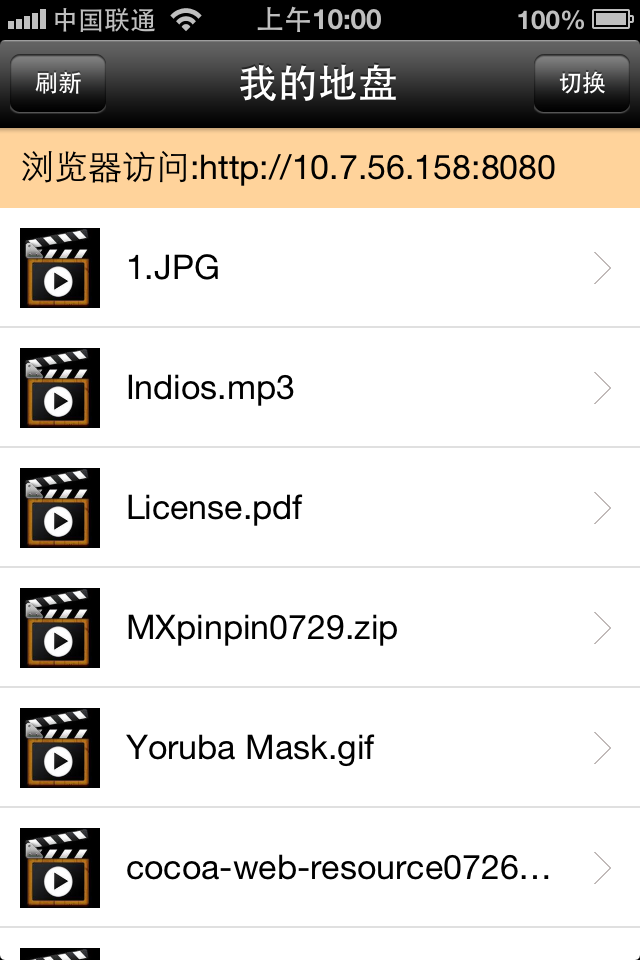 中国联通 上午10:00 100%
刷新 我的地盘 切换
浏览器访问:http://10.7.56.158:8080
1.JPG
Indios.mp3
License.pdf
MXpinpin0729.zip
Yoruba Mask.gif
cocoa-web-resource0726...